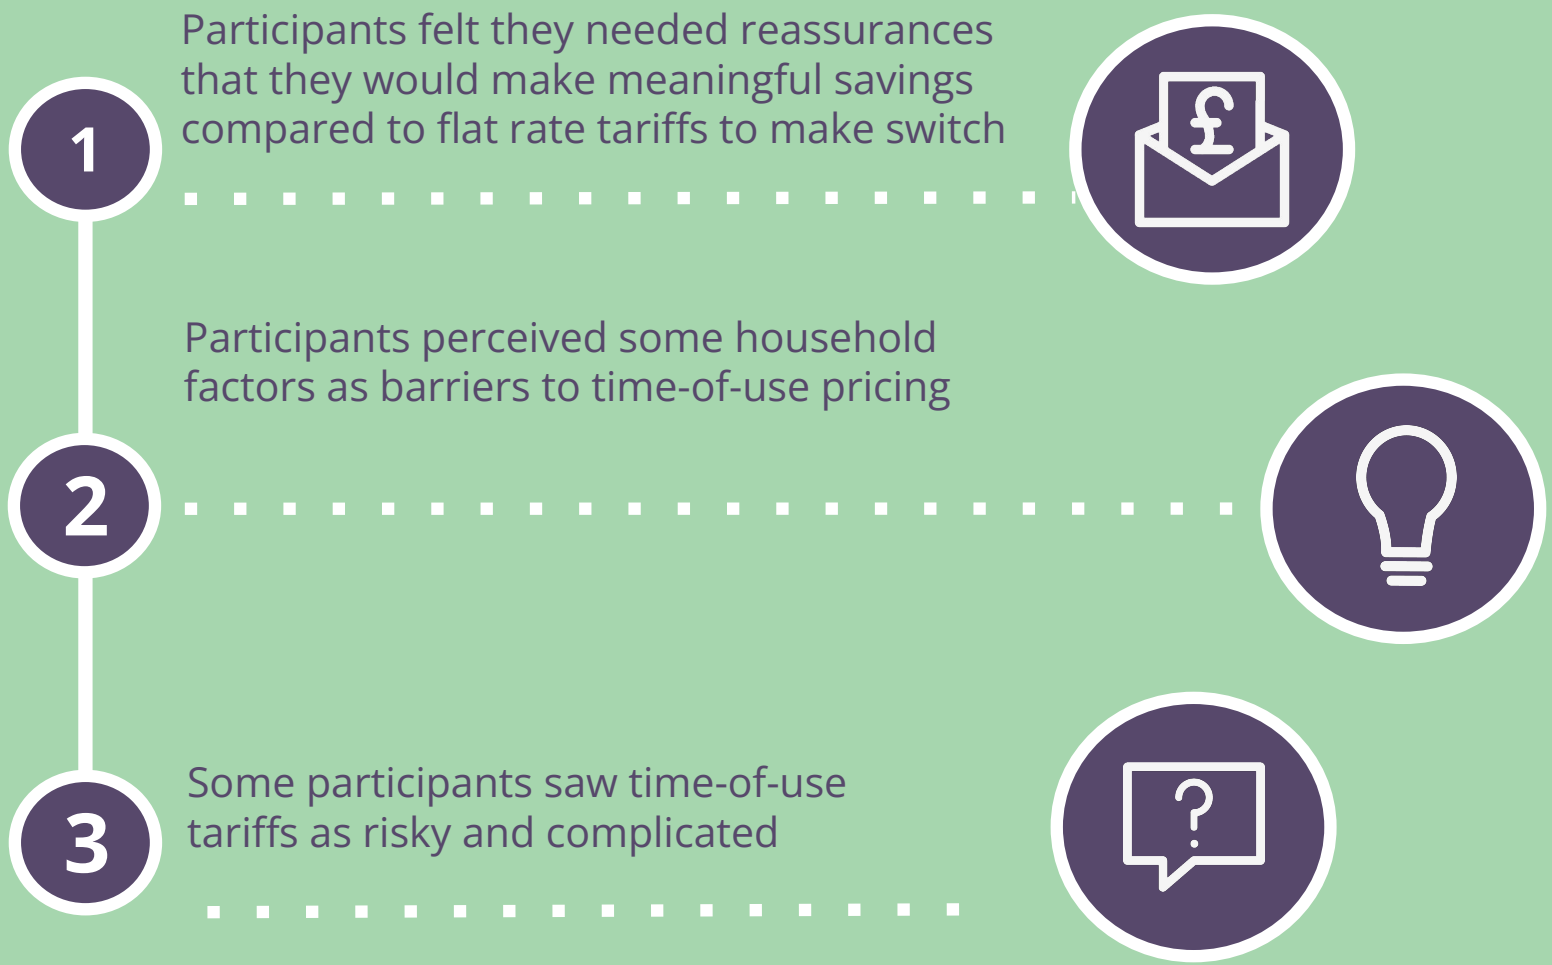 Participants felt they needed reassurances
that they would make meaningful savings
compared to flat rate tariffs to make switch
1
£
Participants perceived some household
factors as barriers to time-of-use pricing
2
Some participants saw time-of-use
tariffs as risky and complicated
3
?